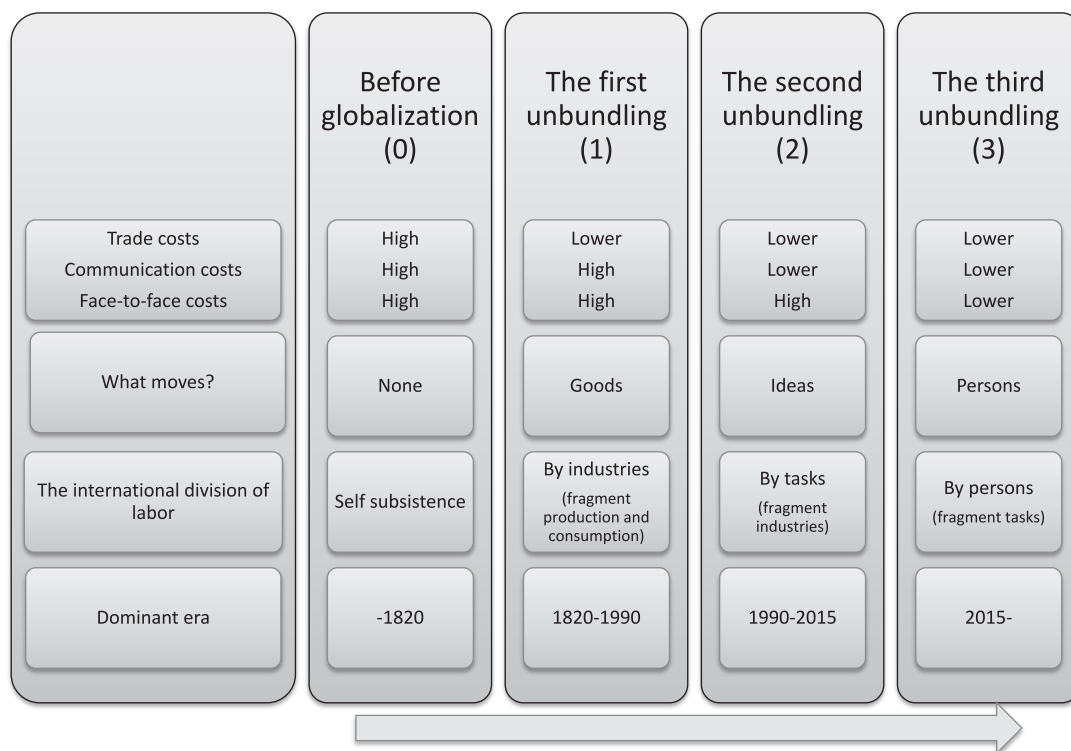 Before
globalization
(0)
The first
unbundling
(1)
The second
unbundling
(2)
The third
unbundling
(3)
Trade costs
Communication costs
Face-to-face costs
High
High
High
Lower
High
High
Lower
Lower
High
Lower
Lower
Lower
What moves?
None
Goods
Ideas
Persons
The international division of
labor
Self subsistence
By industries
(fragment
production and
consumption)
By tasks
(fragment
industries)
By persons
(fragment tasks)
Dominant era
-1820
1820-1990
1990-2015
2015-